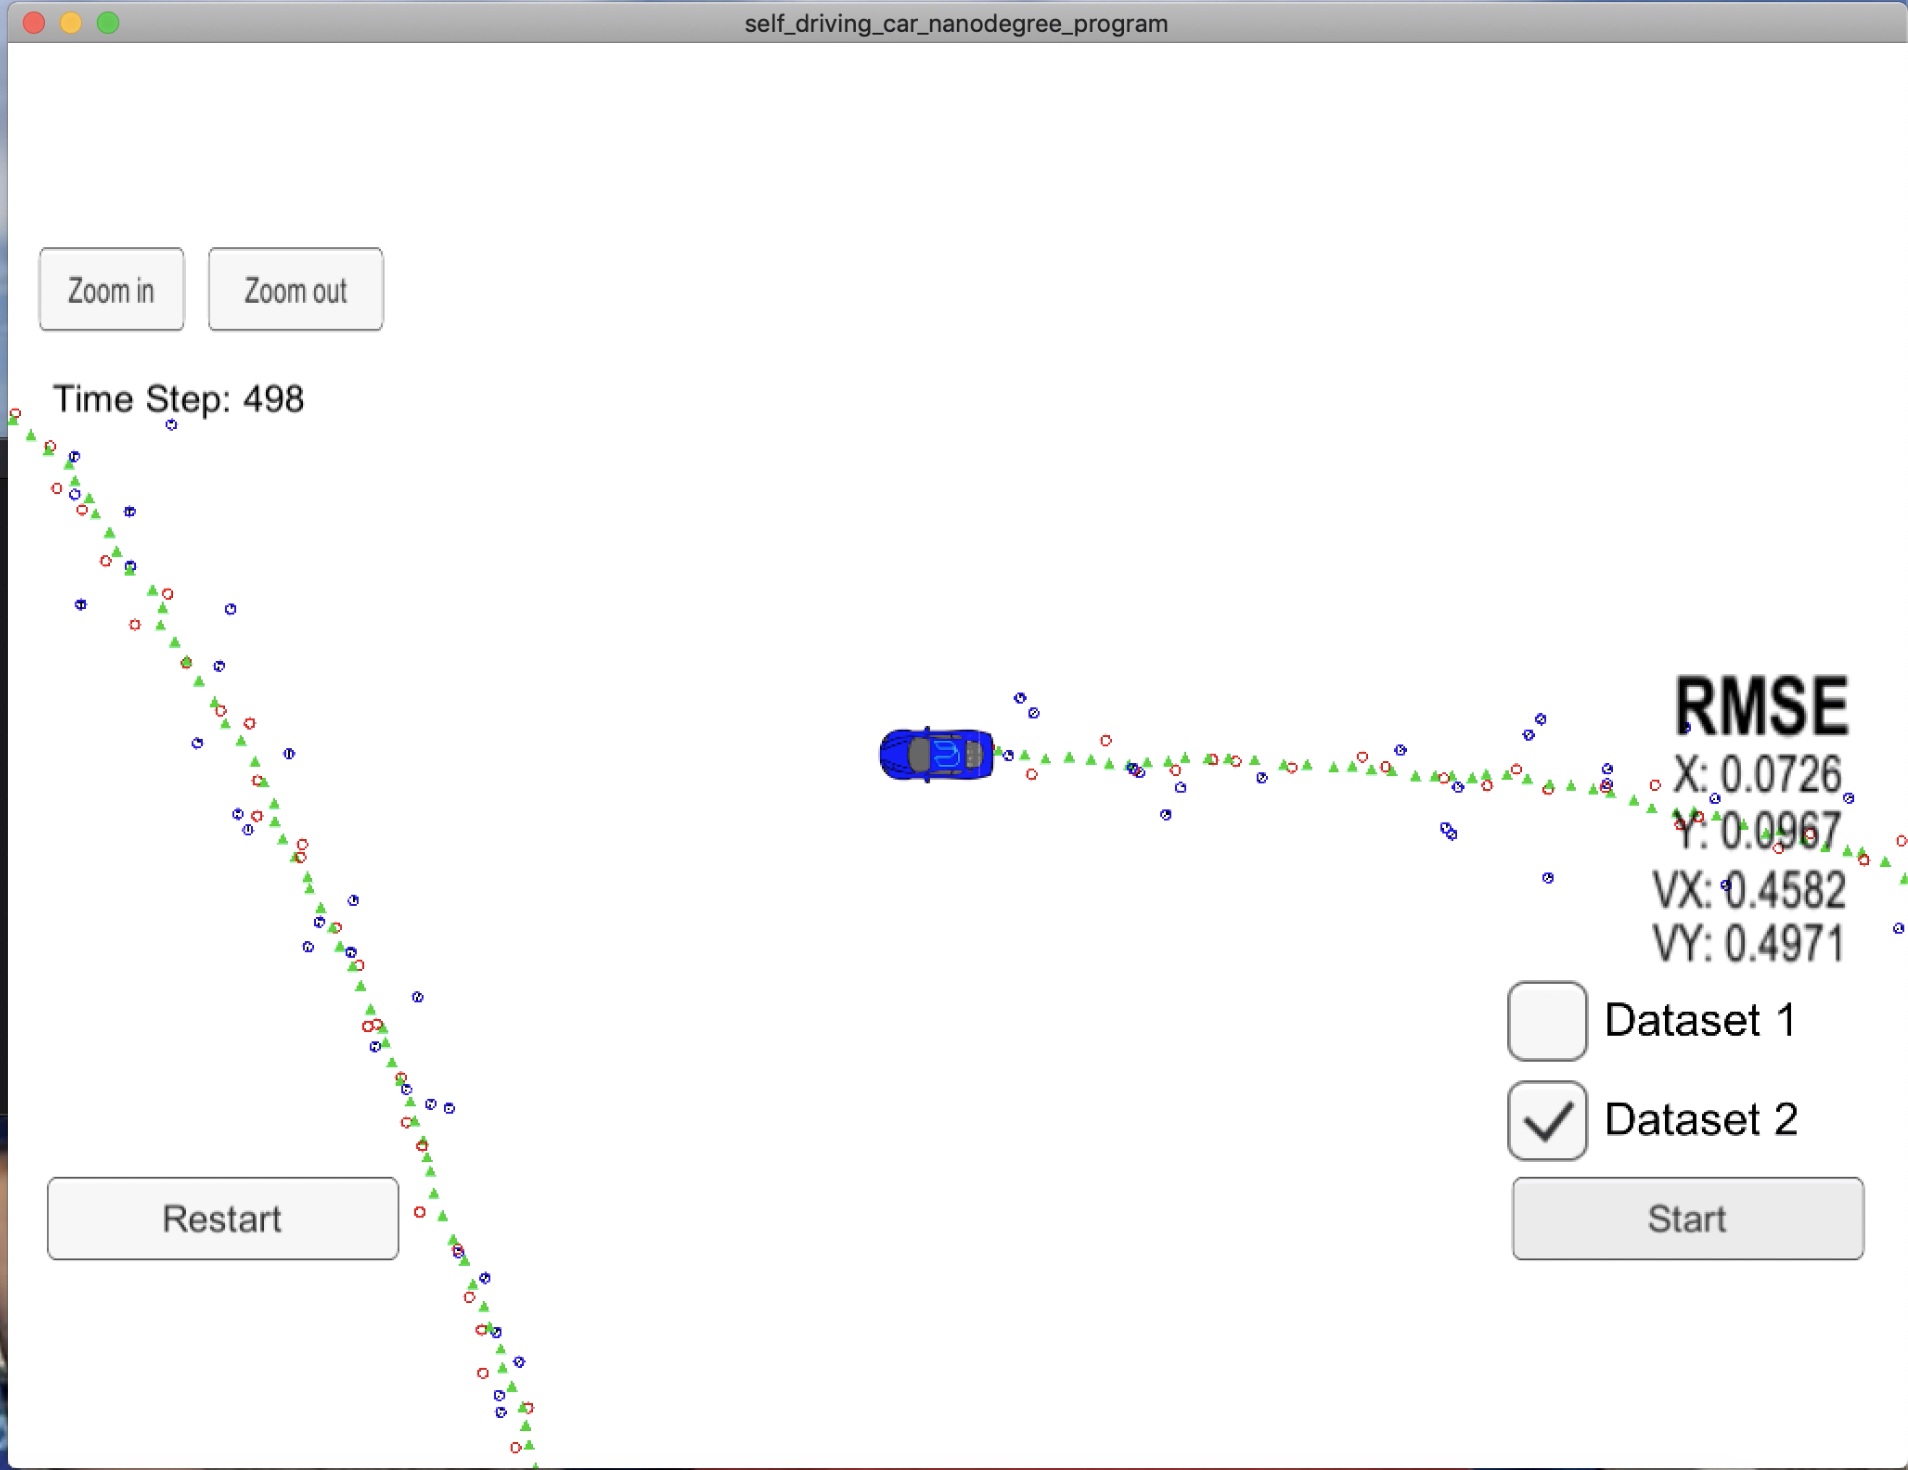 self_driving_car_nanodegree_program
Zoom in
Zoom out
Time Step: 498
RMSE
X: 0.0726
Y: 0.0967
VX: 0.4582
VY: 0.4971
Dataset 1
Dataset 2
Restart
Start